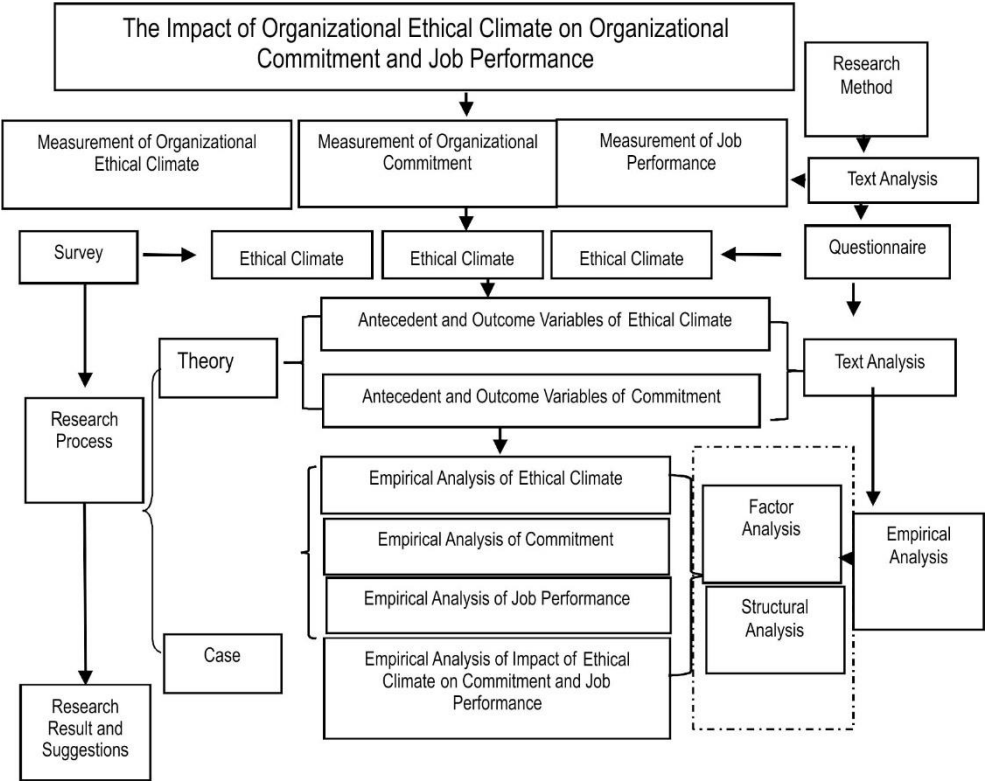 The Impact of Organizational Ethical Climate on Organizational
Commitment and Job Performance
Research
Method
Measurement of Organizational
Ethical Climate
Measurement of Organizational
Commitment
Measurement of Job
Performance
Text Analysis
Survey
Ethical Climate
Ethical Climate
Ethical Climate
Questionnaire
Antecedent and Outcome Variables of Ethical Climate
Theory
Text Analysis
Antecedent and Outcome Variables of Commitment
Research
Process
Empirical Analysis of Ethical Climate
Factor
Analysis
Empirical
Analysis
Empirical Analysis of Commitment
Empirical Analysis of Job Performance
Structural
Analysis
Case
Empirical Analysis of Impact of Ethical
Climate on Commitment and Job
Performance
Research
Result and
Suggestions